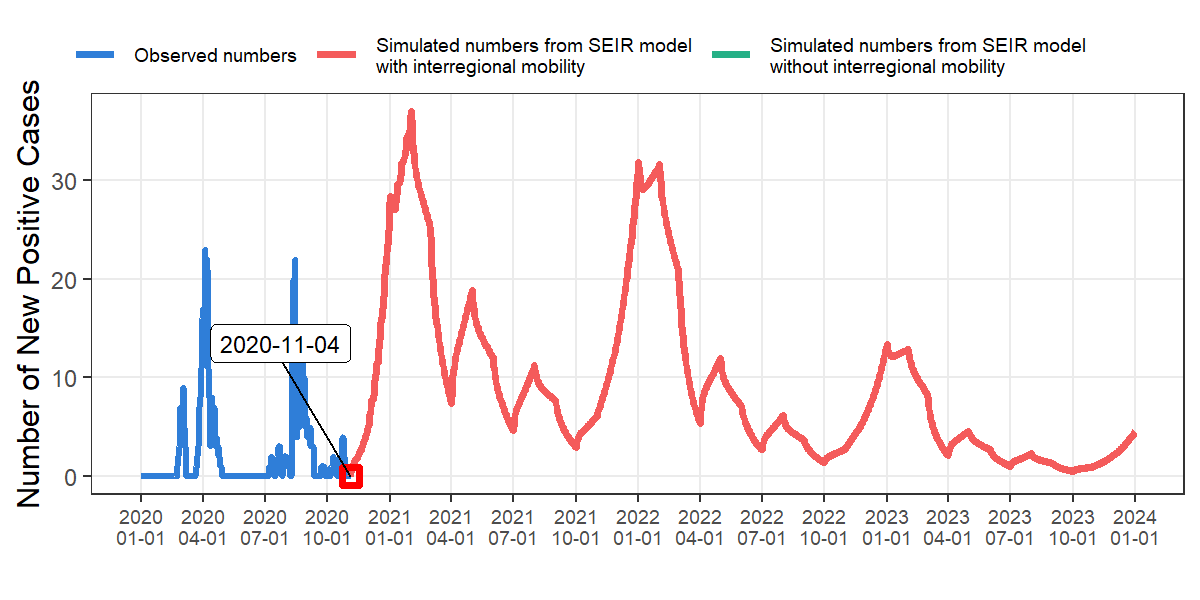 Observed numbers
Simulated numbers from SEIR model
with interregional mobility
Simulated numbers from SEIR model
without interregional mobility
Number of New Positive Cases
30
20
10
0
2020-11-04
2020 2020 2020 2020 2021 2021 2021 2021 2022 2022 2022 2022 2023 2023 2023 2023 2024
01-01 04-01 07-01 10-01 01-01 04-01 07-01 10-01 01-01 04-01 07-01 10-01 01-01 04-01 07-01 10-01 01-01